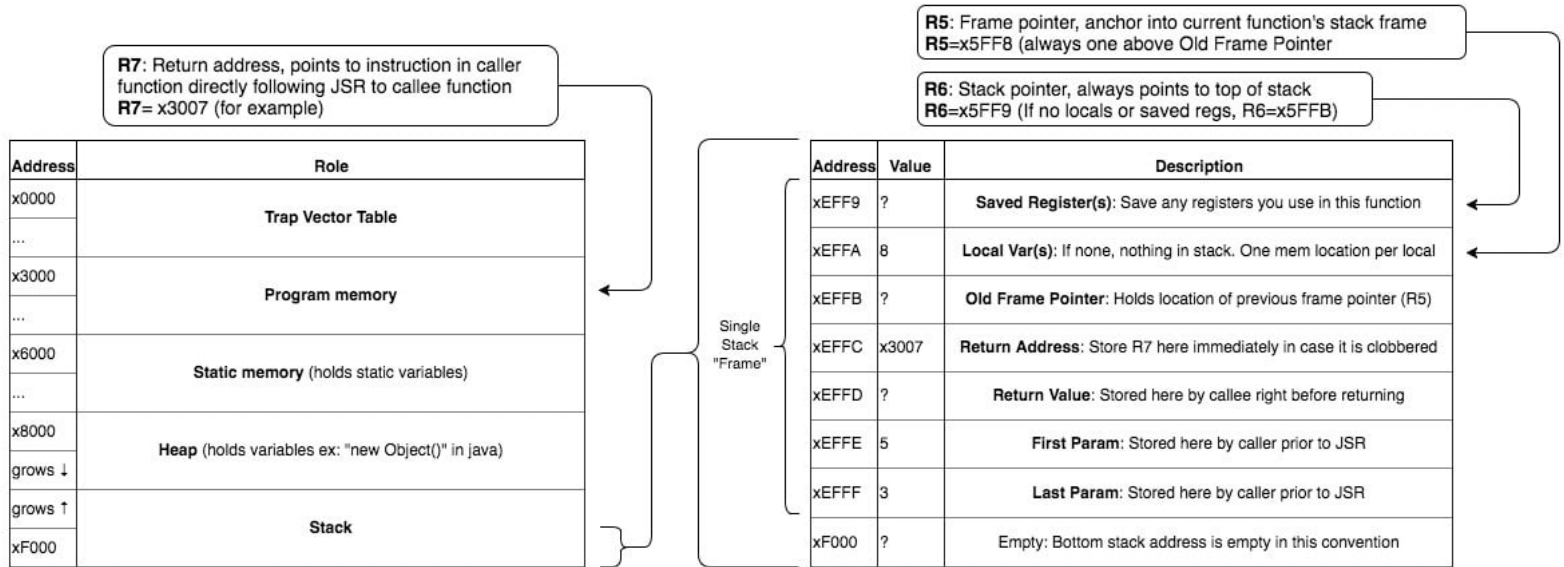 R5: Frame pointer, anchor into current function's stack frame
R5=x5FF8 (always one above Old Frame Pointer
R7: Return address, points to instruction in caller
function directly following JSR to callee function
R7= x3007 (for example)
R6: Stack pointer, always points to top of stack
R6=x5FF9 (If no locals or saved regs, R6=x5FFB)
Address Role
x0000
Trap Vector Table
...
x3000
Program memory
...
x6000
Static memory (holds static variables)
...
x8000
Heap (holds variables ex: "new Object()" in java)
grows ↓
grows ↑
Stack
xF000
Single
Stack
"Frame"
Address Value Description
xEFF9 ? Saved Register(s): Save any registers you use in this function
xEFFA 8 Local Var(s): If none, nothing in stack. One mem location per local
xEFFB ? Old Frame Pointer: Holds location of previous frame pointer (R5)
xEFFC x3007 Return Address: Store R7 here immediately in case it is clobbered
xEFFD ? Return Value: Stored here by callee right before returning
xEFFE 5 First Param: Stored here by caller prior to JSR
xEFFF 3 Last Param: Stored here by caller prior to JSR
xF000 ? Empty: Bottom stack address is empty in this convention